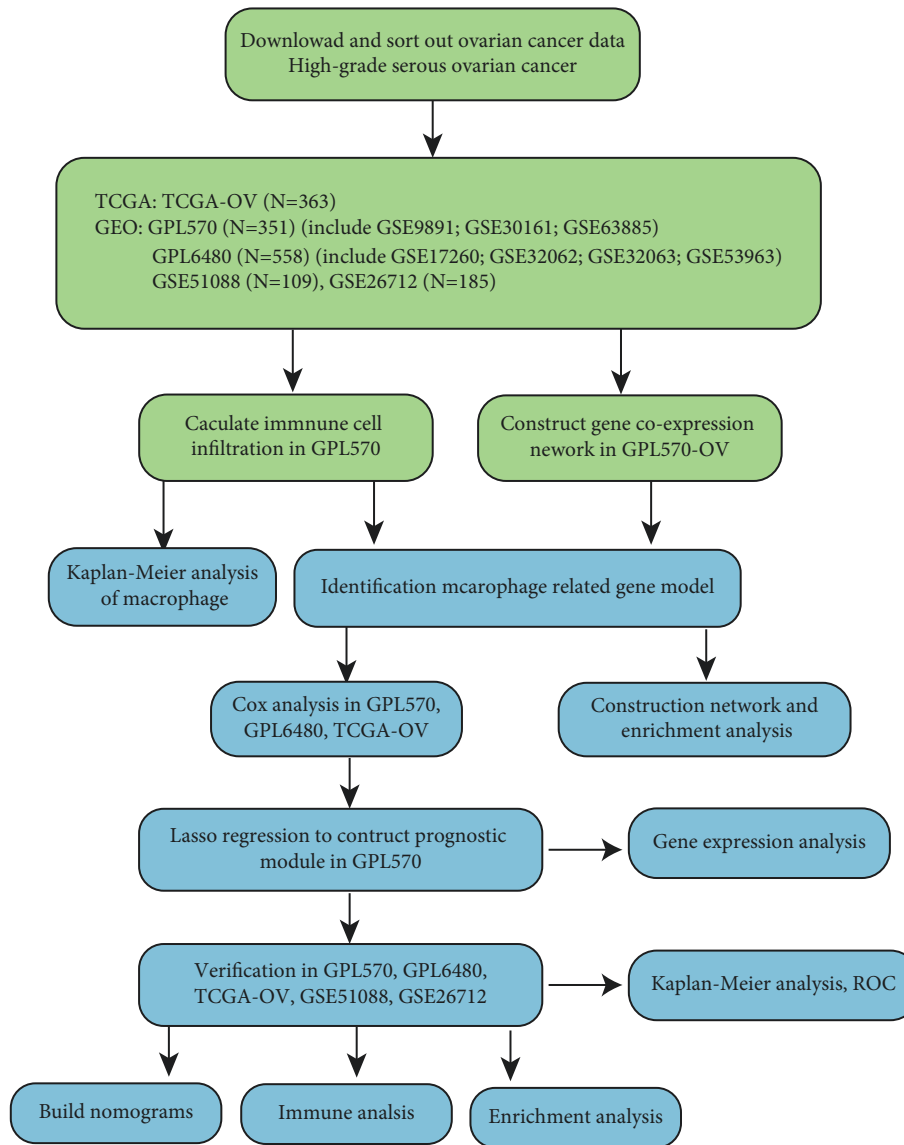 Downlowad and sort out ovarian cancer data
High-grade serous ovarian cancer
TCGA: TCGA-OV (N=363)
GEO: GPL570 (N=351) (include GSE9891; GSE30161; GSE63885)
GPL6480 (N=558) (include GSE17260; GSE32062; GSE32063; GSE53963)
GSE51088 (N=109), GSE26712 (N=185)
Caculate immnune cell
infiltration in GPL570
Construct gene co-expression
nework in GPL570-OV
Kaplan-Meier analysis
of macrophage
Identification mcarophage related gene model
Cox analysis in GPL570,
GPL6480, TCGA-OV
Construction network and
enrichment analysis
Lasso regression to contruct prognostic
module in GPL570
Gene expression analysis
Verification in GPL570, GPL6480,
TCGA-OV, GSE51088, GSE26712
Kaplan-Meier analysis, ROC
Build nomograms
Immune analsis
Enrichment analysis